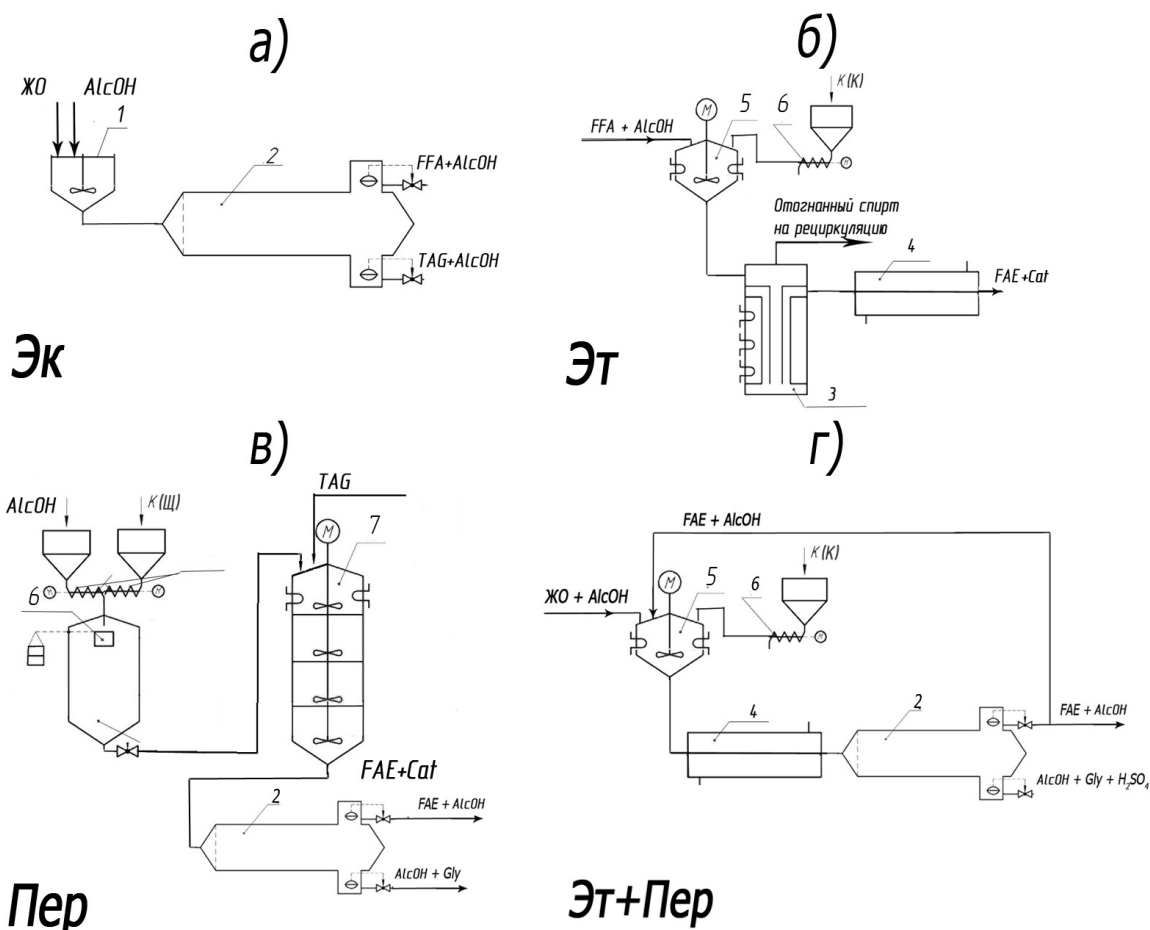 а)
ЖО
AlcOH
1
2
FFA+AlcOH
TAG+AlcOH
Эк
б)
K(К)
М
5
6
FFA + AlcOH
М
Отогнанный спирт
на рециркуляцию
4
FAE+Cat
3
Эт
в)
TAG
AlcOH
К(Щ)
М
7
М
М
6
FAE+Cat
2
FAE + AlcOH
AlcOH + Gly
Пер
г)
FAE + AlcOH
K(К)
М
5
6
ЖО + AlcOH
М
4
2
FAE + AlcOH
AlcOH + Gly + H₂SO₄
Эт+Пер